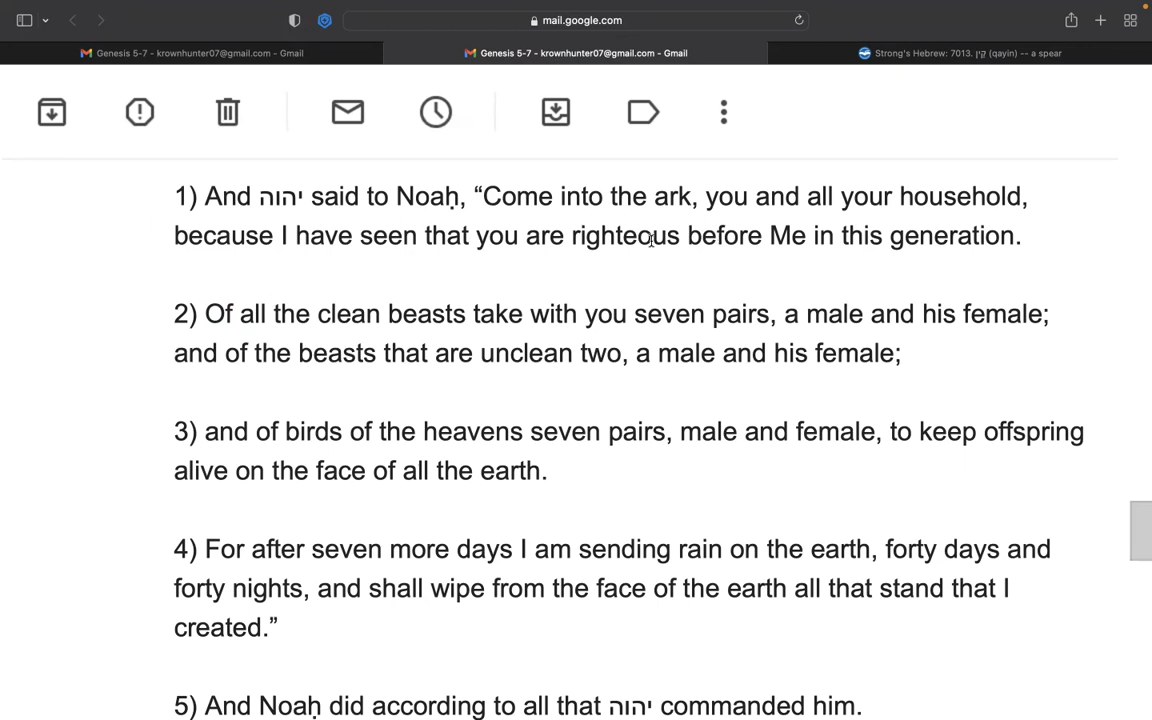 mail.google.com
Genesis 5-7 - krownhunter07@gmail.com - Gmail
Genesis 5-7 - krownhunter07@gmail.com - Gmail
Strong's Hebrew: 7013. קַ֫יִן (qayin) -- a spear
1) And יהוה said to Noaḥ, “Come into the ark, you and all your household,
because I have seen that you are righteous before Me in this generation.
2) Of all the clean beasts take with you seven pairs, a male and his female;
and of the beasts that are unclean two, a male and his female;
3) and of birds of the heavens seven pairs, male and female, to keep offspring
alive on the face of all the earth.
4) For after seven more days I am sending rain on the earth, forty days and
forty nights, and shall wipe from the face of the earth all that stand that I
created.”
5) And Noaḥ did according to all that יהוה commanded him.